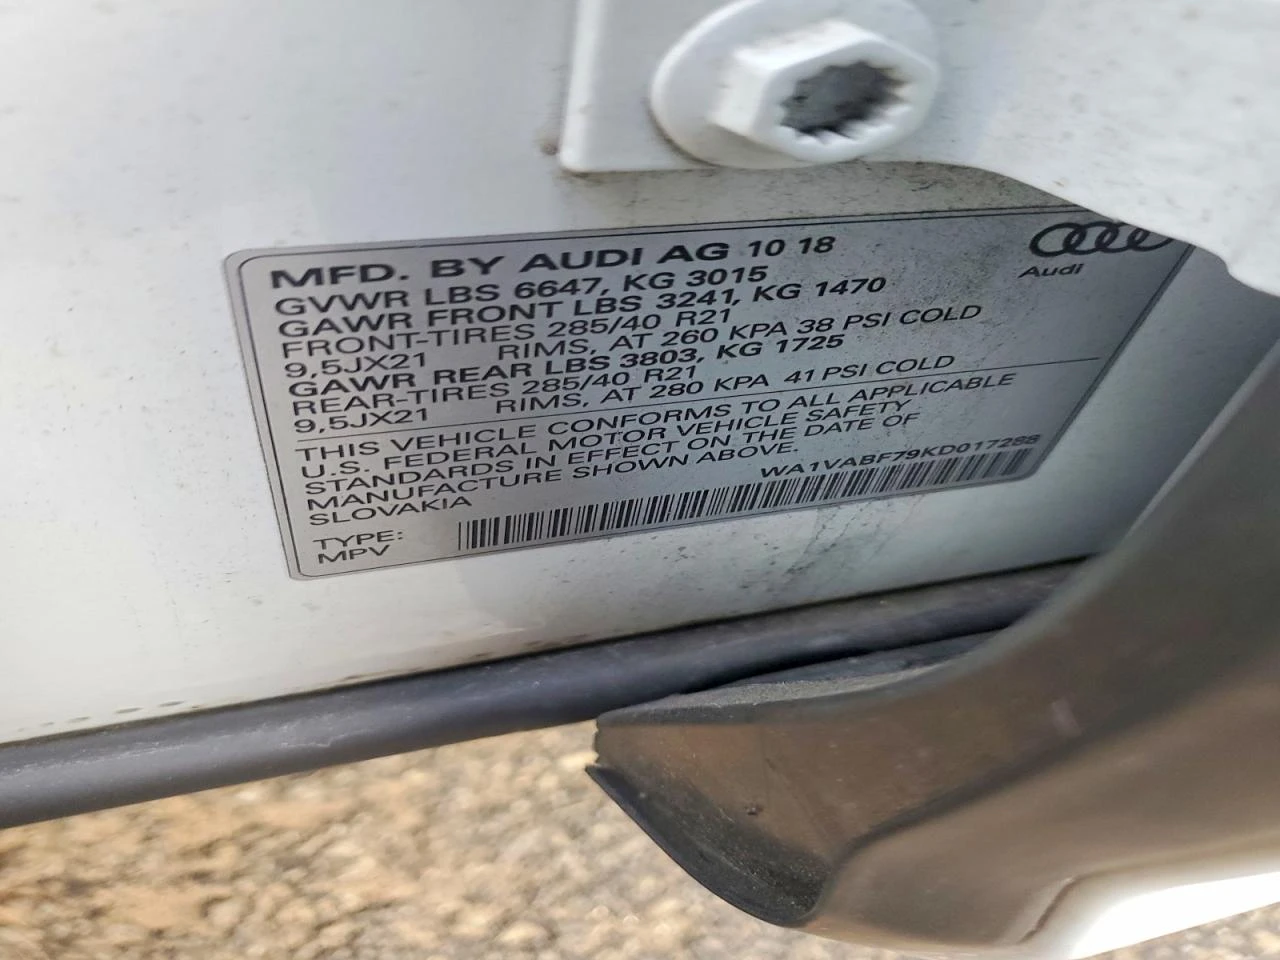 MFD. BY AUDI AG 10 18
Audi
GVWR LBS 6647, KG 3015
GAWR FRONT LBS 3241, KG 1470
FRONT-TIRES 285/40 R21
9,5JX21 RIMS, AT 260 KPA 38 PSI COLD
GAWR REAR LBS 3803, KG 1725
REAR-TIRES 285/40 R21
9,5JX21 RIMS, AT 280 KPA 41 PSI COLD
THIS VEHICLE CONFORMS TO ALL APPLICABLE
U.S. FEDERAL MOTOR VEHICLE SAFETY
STANDARDS IN EFFECT ON THE DATE OF
MANUFACTURE SHOWN ABOVE.
SLOVAKIA WA1VABF79KD017288
TYPE:
MPV